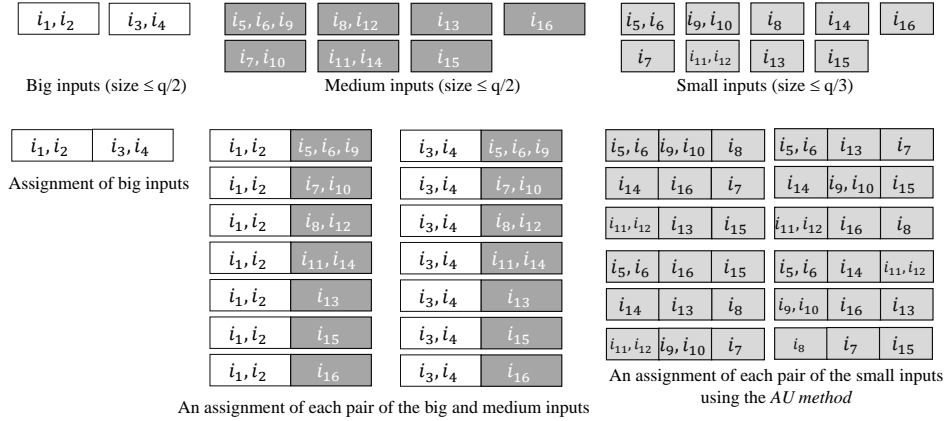 i₁, i₂ i₃, i₄
Big inputs (size ≤ q/2)
i₅, i₆, i₉ i₈, i₁₂ i₁₃ i₁₆
i₇, i₁₀ i₁₁, i₁₄ i₁₅
Medium inputs (size ≤ q/2)
i₅, i₆ i₉, i₁₀ i₈ i₁₄ i₁₆
i₇ i₁₁, i₁₂ i₁₃ i₁₅
Small inputs (size ≤ q/3)
i₁, i₂ i₃, i₄
Assignment of big inputs
i₁, i₂ i₅, i₆, i₉ i₃, i₄ i₅, i₆, i₉
i₁, i₂ i₇, i₁₀ i₃, i₄ i₇, i₁₀
i₁, i₂ i₈, i₁₂ i₃, i₄ i₈, i₁₂
i₁, i₂ i₁₁, i₁₄ i₃, i₄ i₁₁, i₁₄
i₁, i₂ i₁₃ i₃, i₄ i₁₃
i₁, i₂ i₁₅ i₃, i₄ i₁₅
i₁, i₂ i₁₆ i₃, i₄ i₁₆
An assignment of each pair of the big and medium inputs
i₅, i₆ i₉, i₁₀ i₈ i₅, i₆ i₁₃ i₇
i₁₄ i₁₆ i₇ i₁₄ i₉, i₁₀ i₁₅
i₁₁, i₁₂ i₁₃ i₁₅ i₁₁, i₁₂ i₁₆ i₈
i₅, i₆ i₁₆ i₁₅ i₅, i₆ i₁₄ i₁₁, i₁₂
i₁₄ i₁₃ i₈ i₉, i₁₀ i₁₆ i₁₃
i₁₁, i₁₂ i₉, i₁₀ i₇ i₈ i₇ i₁₅
An assignment of each pair of the small inputs
using the AU method